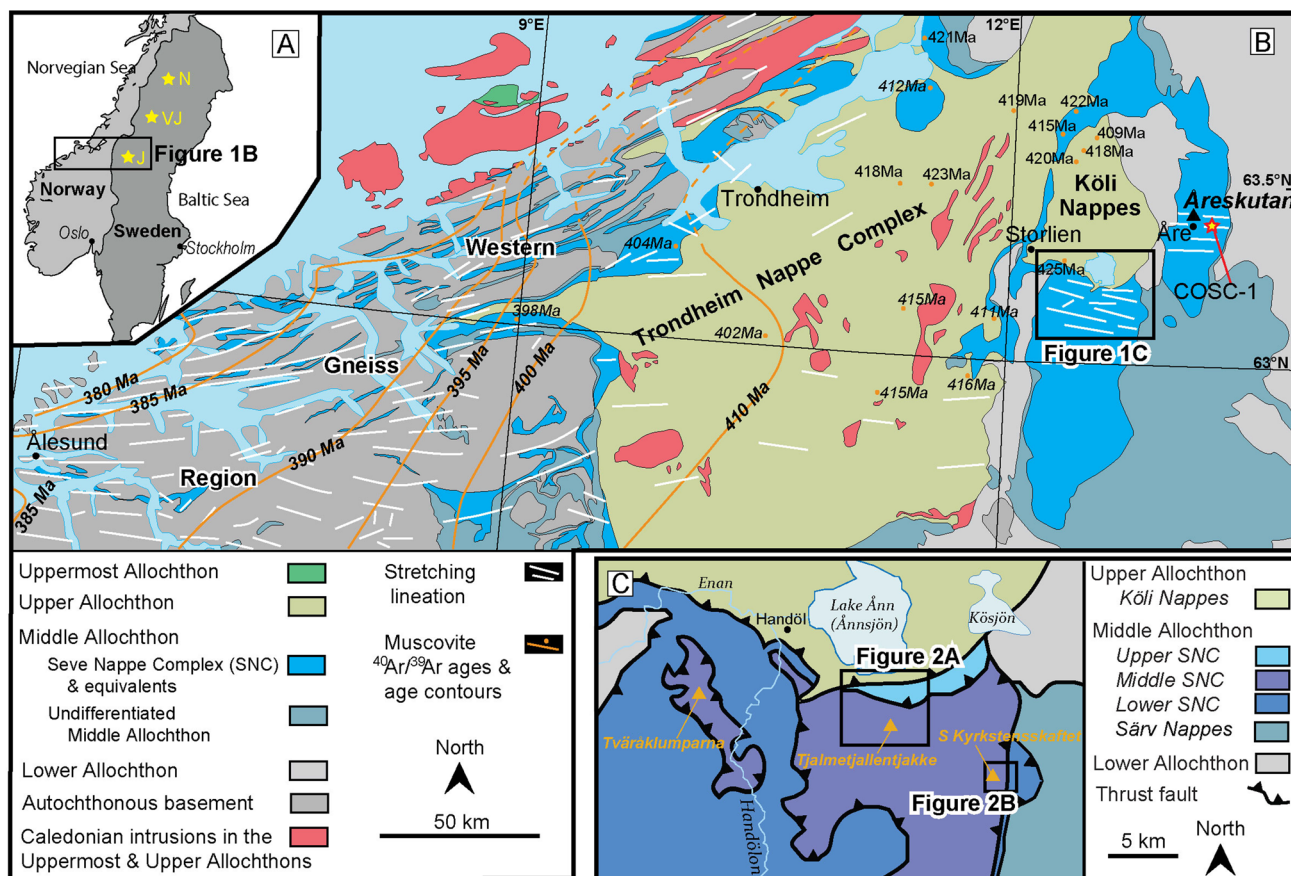 A
Norwegian Sea
N
VJ
J
Figure 1B
Norway
Baltic Sea
Oslo
Sweden
Stockholm
B
9°E
12°E
421Ma
412Ma
419Ma
422Ma
415Ma
409Ma
418Ma
420Ma
418Ma
423Ma
63.5°N
Köli
Nappes
Åreskutan
Trondheim
Storlien
Åre
Western
404Ma
425Ma
COSC-1
Trondheim Nappe Complex
398Ma
415Ma
411Ma
402Ma
Figure 1C
63°N
Gneiss
380 Ma
385 Ma
395 Ma
400 Ma
415Ma
416Ma
410 Ma
Ålesund
390 Ma
Region
385 Ma
Uppermost Allochthon
Upper Allochthon
Middle Allochthon
Seve Nappe Complex (SNC)
& equivalents
Undifferentiated
Middle Allochthon
Lower Allochthon
Autochthonous basement
Caledonian intrusions in the
Uppermost & Upper Allochthons
Stretching
lineation
Muscovite
40Ar/39Ar ages &
age contours
North
50 km
C
Enan
Handöl
Lake Ånn
(Ånnsjön)
Kösjön
Figure 2A
Tväråklumparna
Tjalmetjallentjakke
S Kyrkstensskaftet
Figure 2B
Handölon
Upper Allochthon
Köli Nappes
Middle Allochthon
Upper SNC
Middle SNC
Lower SNC
Särv Nappes
Lower Allochthon
Thrust fault
5 km
North